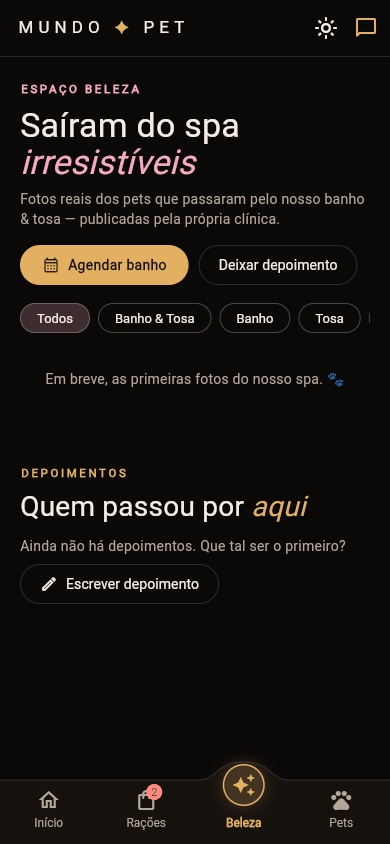 MUNDO ✦ PET
ESPAÇO BELEZA
Saíram do spa
irresistíveis
Fotos reais dos pets que passaram pelo nosso banho
& tosa — publicadas pela própria clínica.
Agendar banho Deixar depoimento
Todos Banho & Tosa Banho Tosa
Em breve, as primeiras fotos do nosso spa. 🐾
DEPOIMENTOS
Quem passou por aqui
Ainda não há depoimentos. Que tal ser o primeiro?
Escrever depoimento
2
Início Rações Beleza Pets